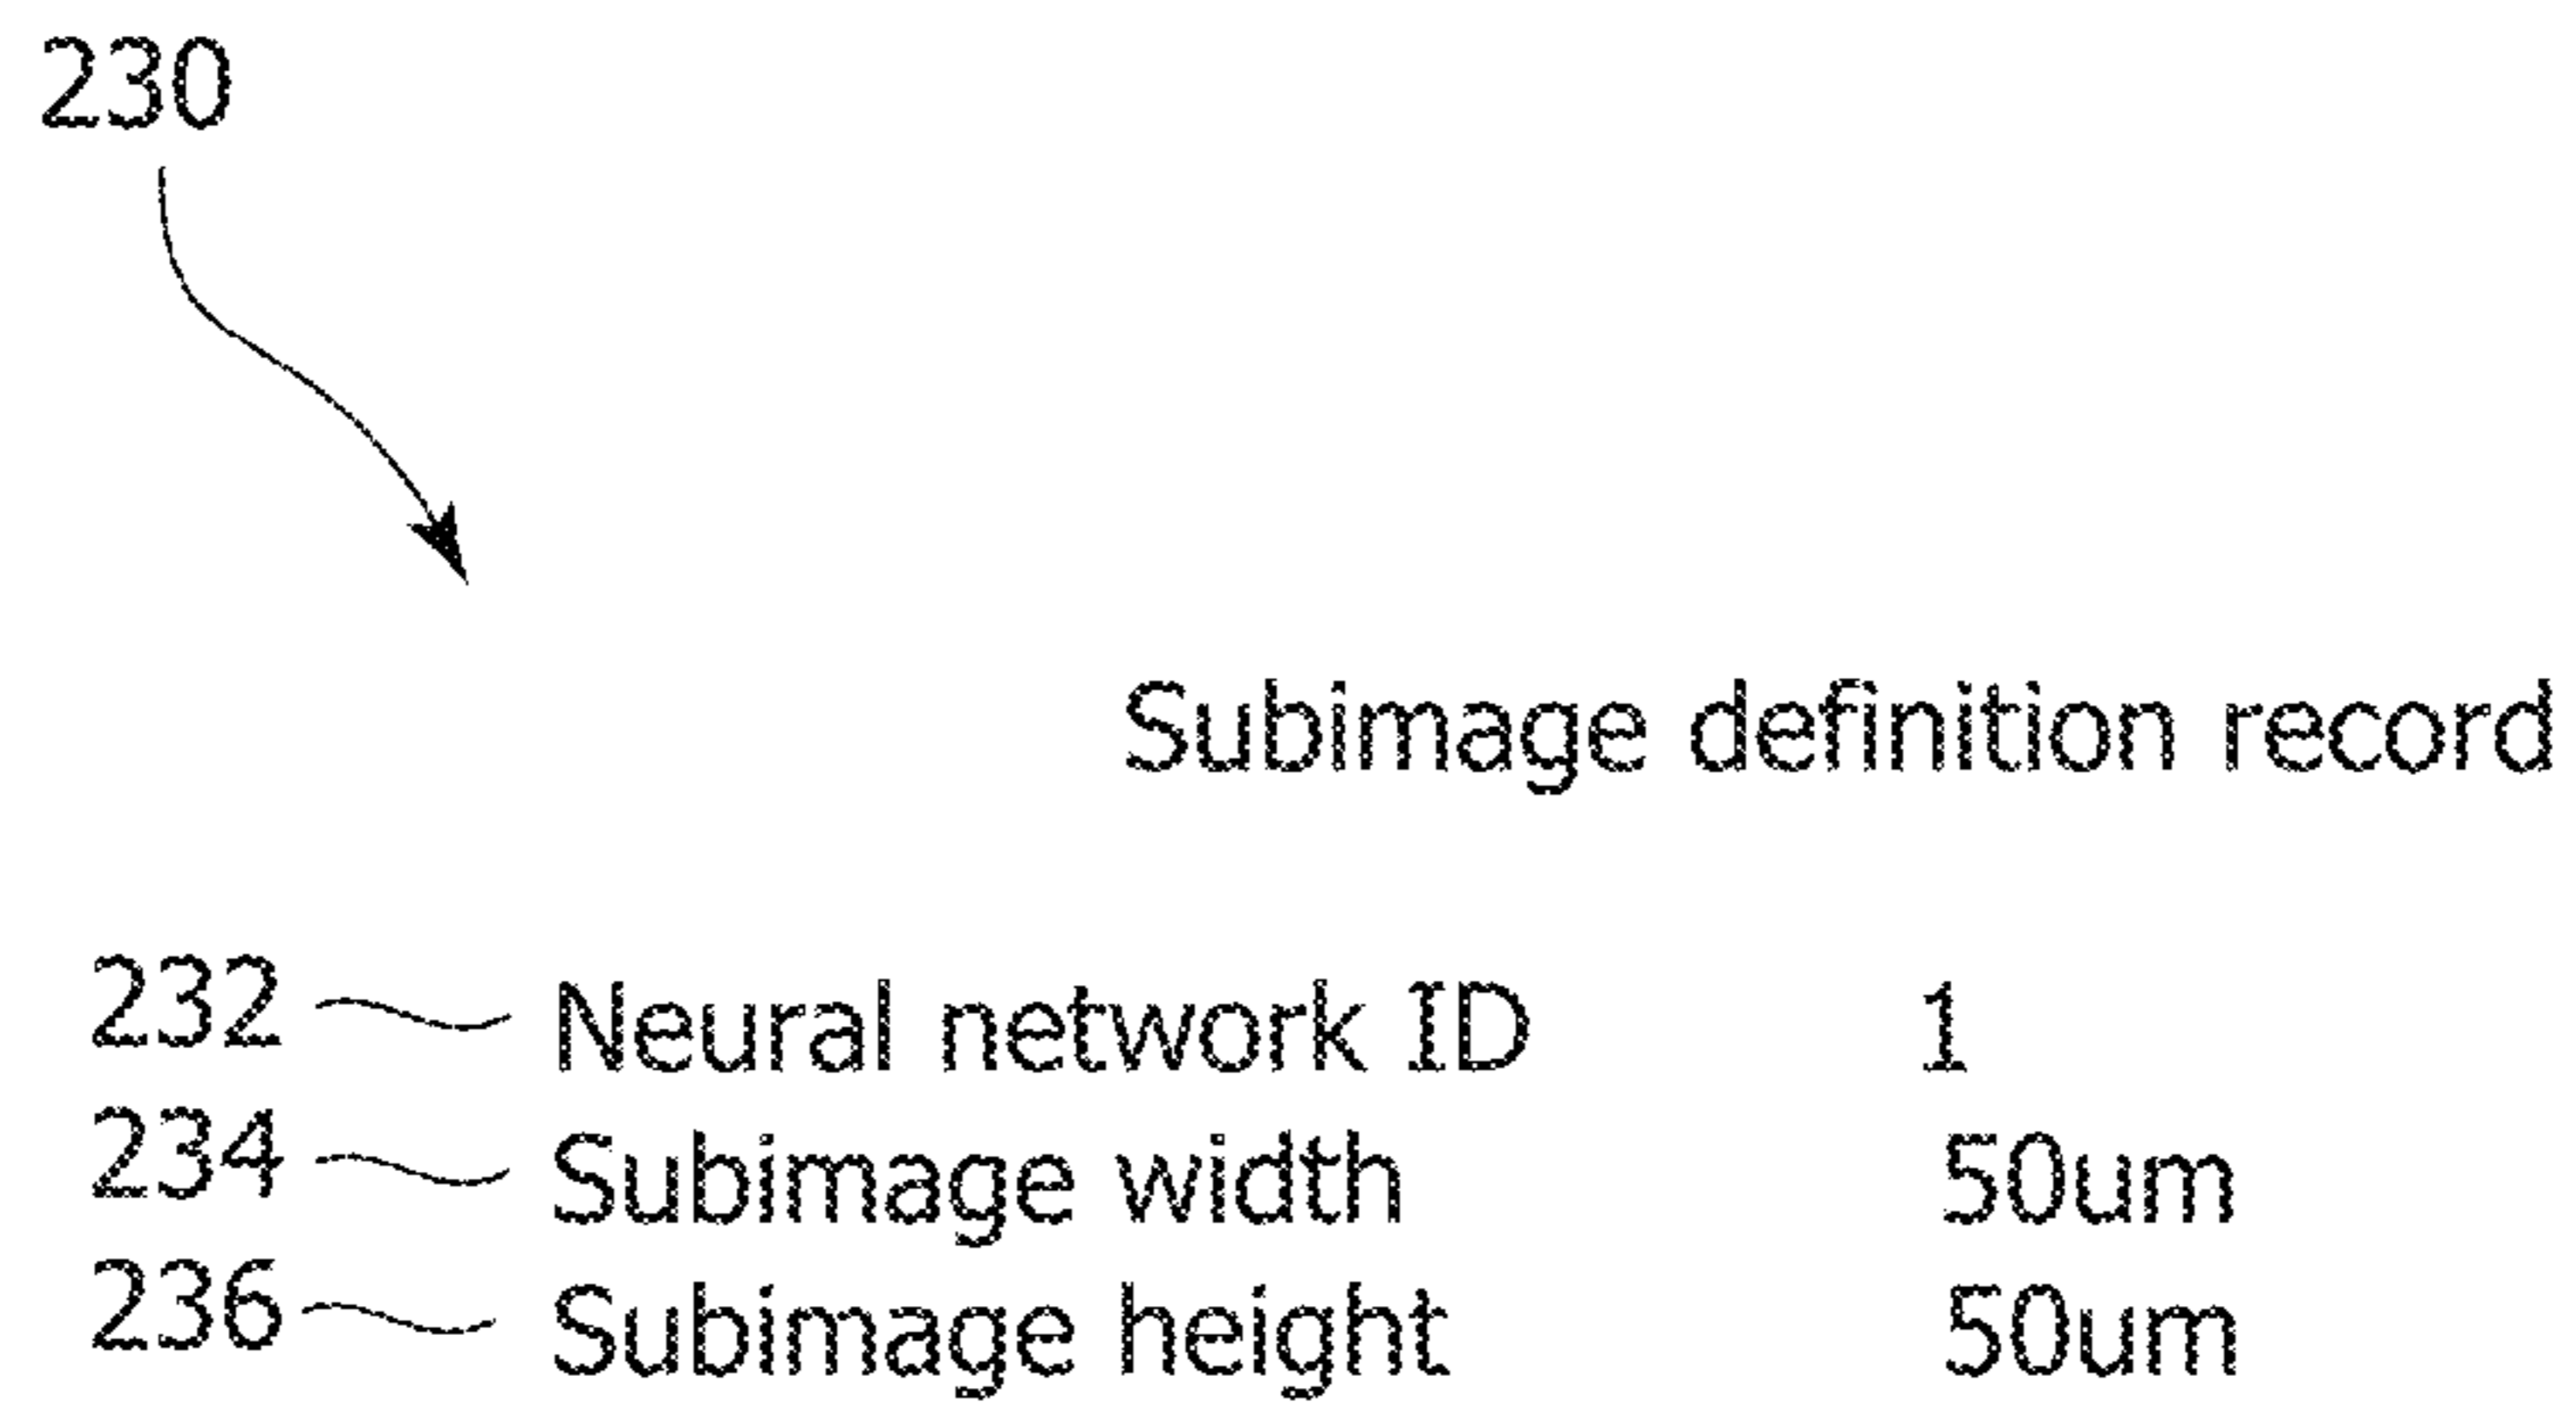 230
Subimage definition record
232 Neural network ID 1
234 Subimage width 50um
236 Subimage height 50um